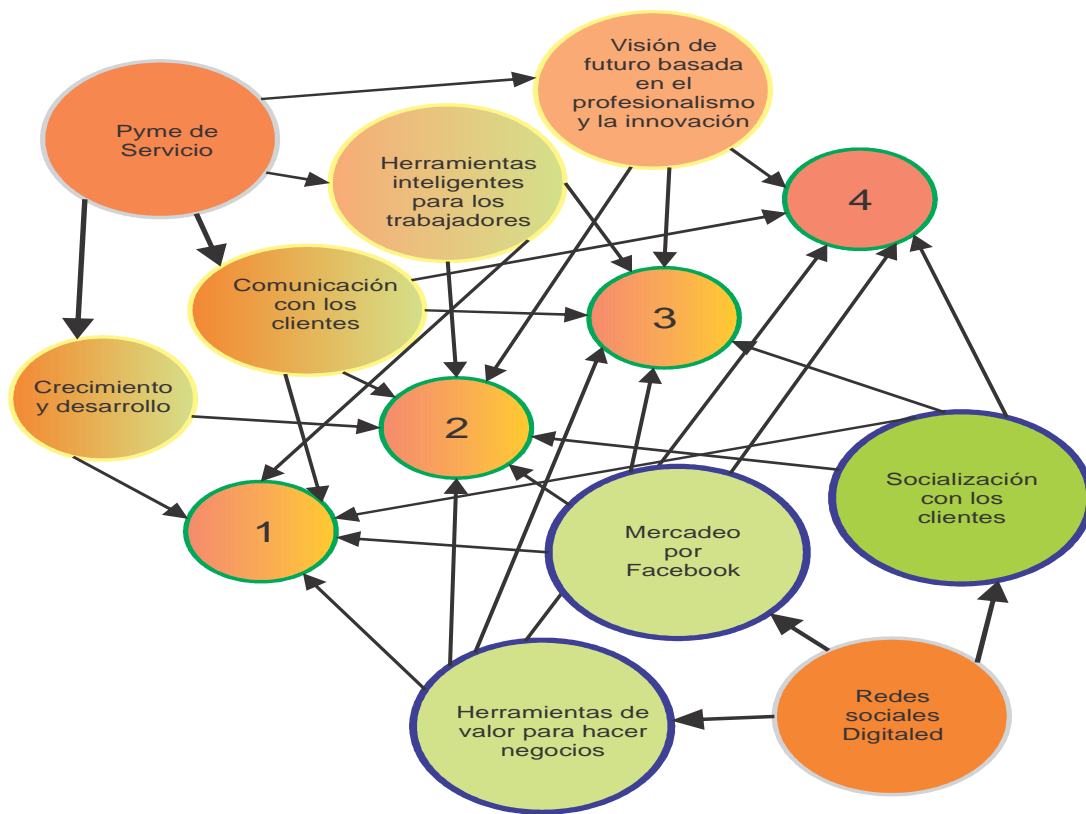 Visión de
futuro basada
en el
profesionalismo
y la innovación
Pyme de
Servicio
Herramientas
inteligentes
para los
trabajadores
4
Comunicación
con los
clientes
3
Crecimiento
y desarrollo
2
Socialización
con los
clientes
1
Mercadeo
por
Facebook
Herramientas de
valor para hacer
negocios
Redes
sociales
Digitaled